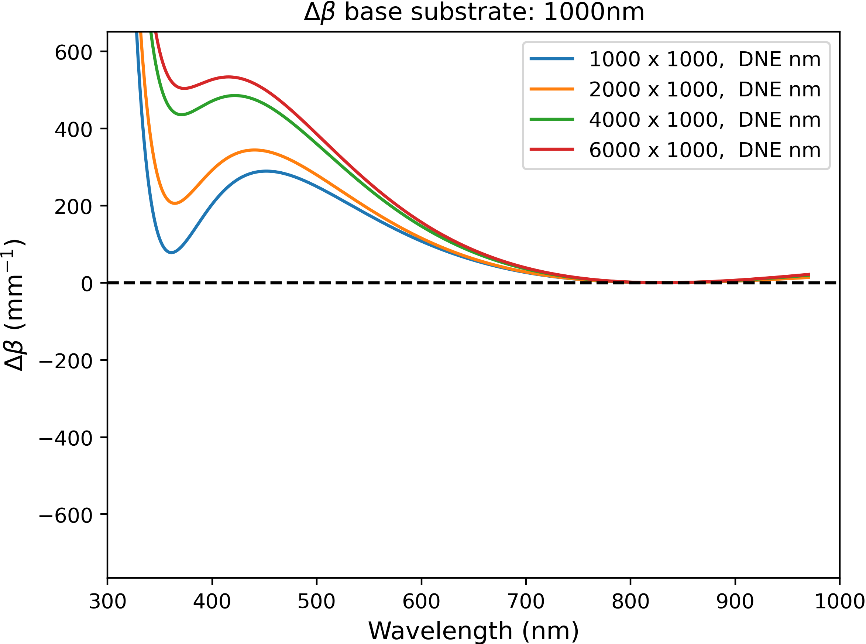 Δβ base substrate: 1000nm
600
400
200
0
−200
−400
−600
Δβ (mm⁻¹)
1000 x 1000,  DNE nm
2000 x 1000,  DNE nm
4000 x 1000,  DNE nm
6000 x 1000,  DNE nm
300 400 500 600 700 800 900 1000
Wavelength (nm)